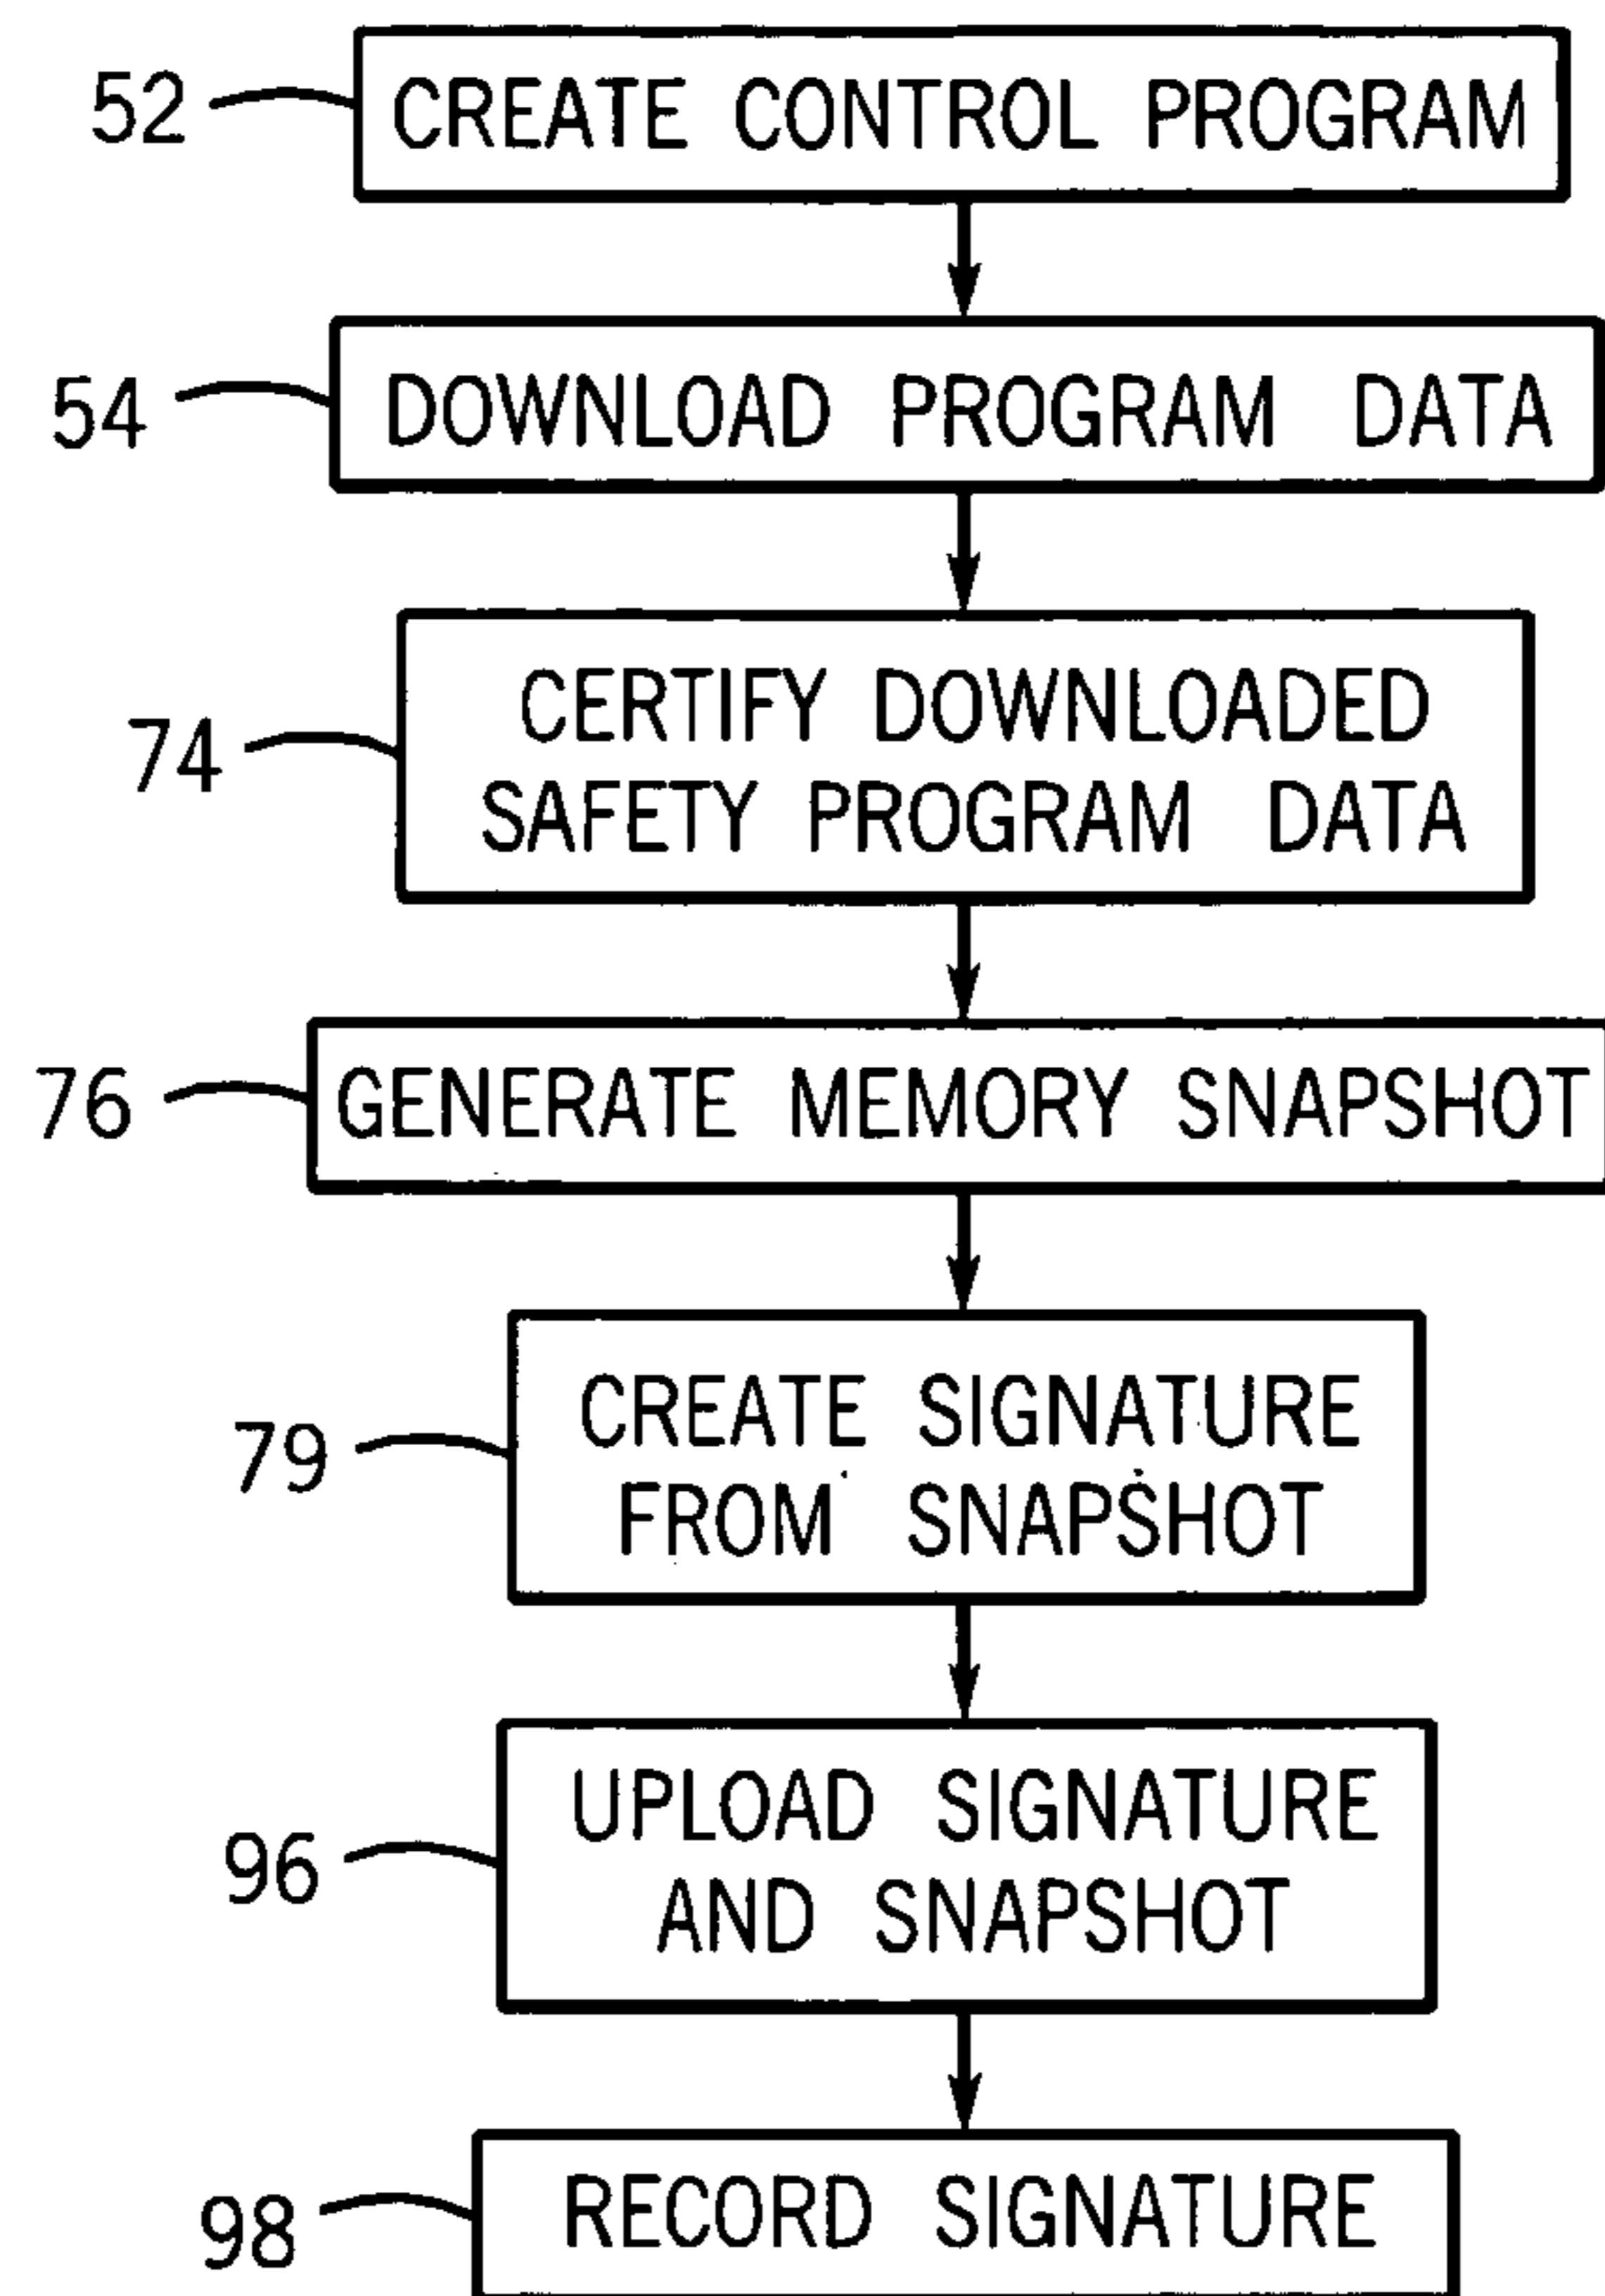 52 CREATE CONTROL PROGRAM
54 DOWNLOAD PROGRAM DATA
CERTIFY DOWNLOADED
74 SAFETY PROGRAM DATA
76 GENERATE MEMORY SNAPSHOT
CREATE SIGNATURE
79 FROM SNAPSHOT
UPLOAD SIGNATURE
96 AND SNAPSHOT
98 RECORD SIGNATURE